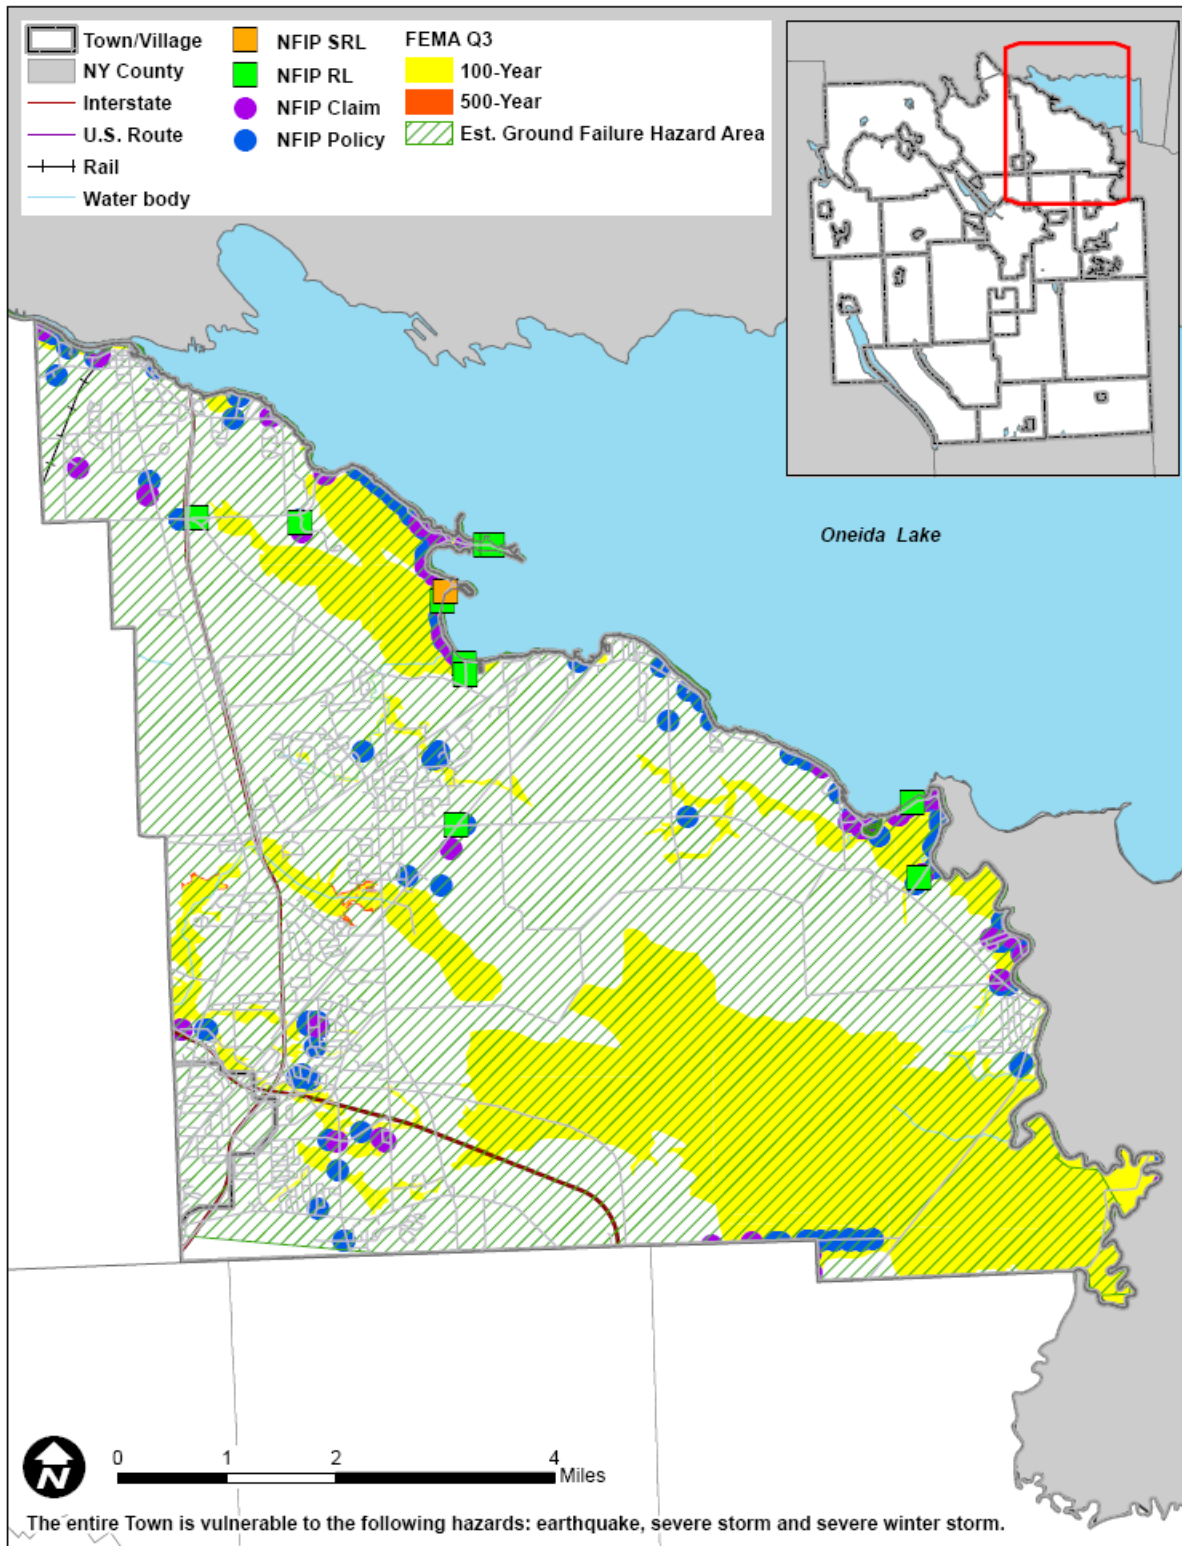 Town/Village
NY County
Interstate
U.S. Route
Rail
Water body
NFIP SRL
NFIP RL
NFIP Claim
NFIP Policy
FEMA Q3
100-Year
500-Year
Est. Ground Failure Hazard Area
Oneida Lake
N
0 1 2 4
Miles
The entire Town is vulnerable to the following hazards: earthquake, severe storm and severe winter storm.